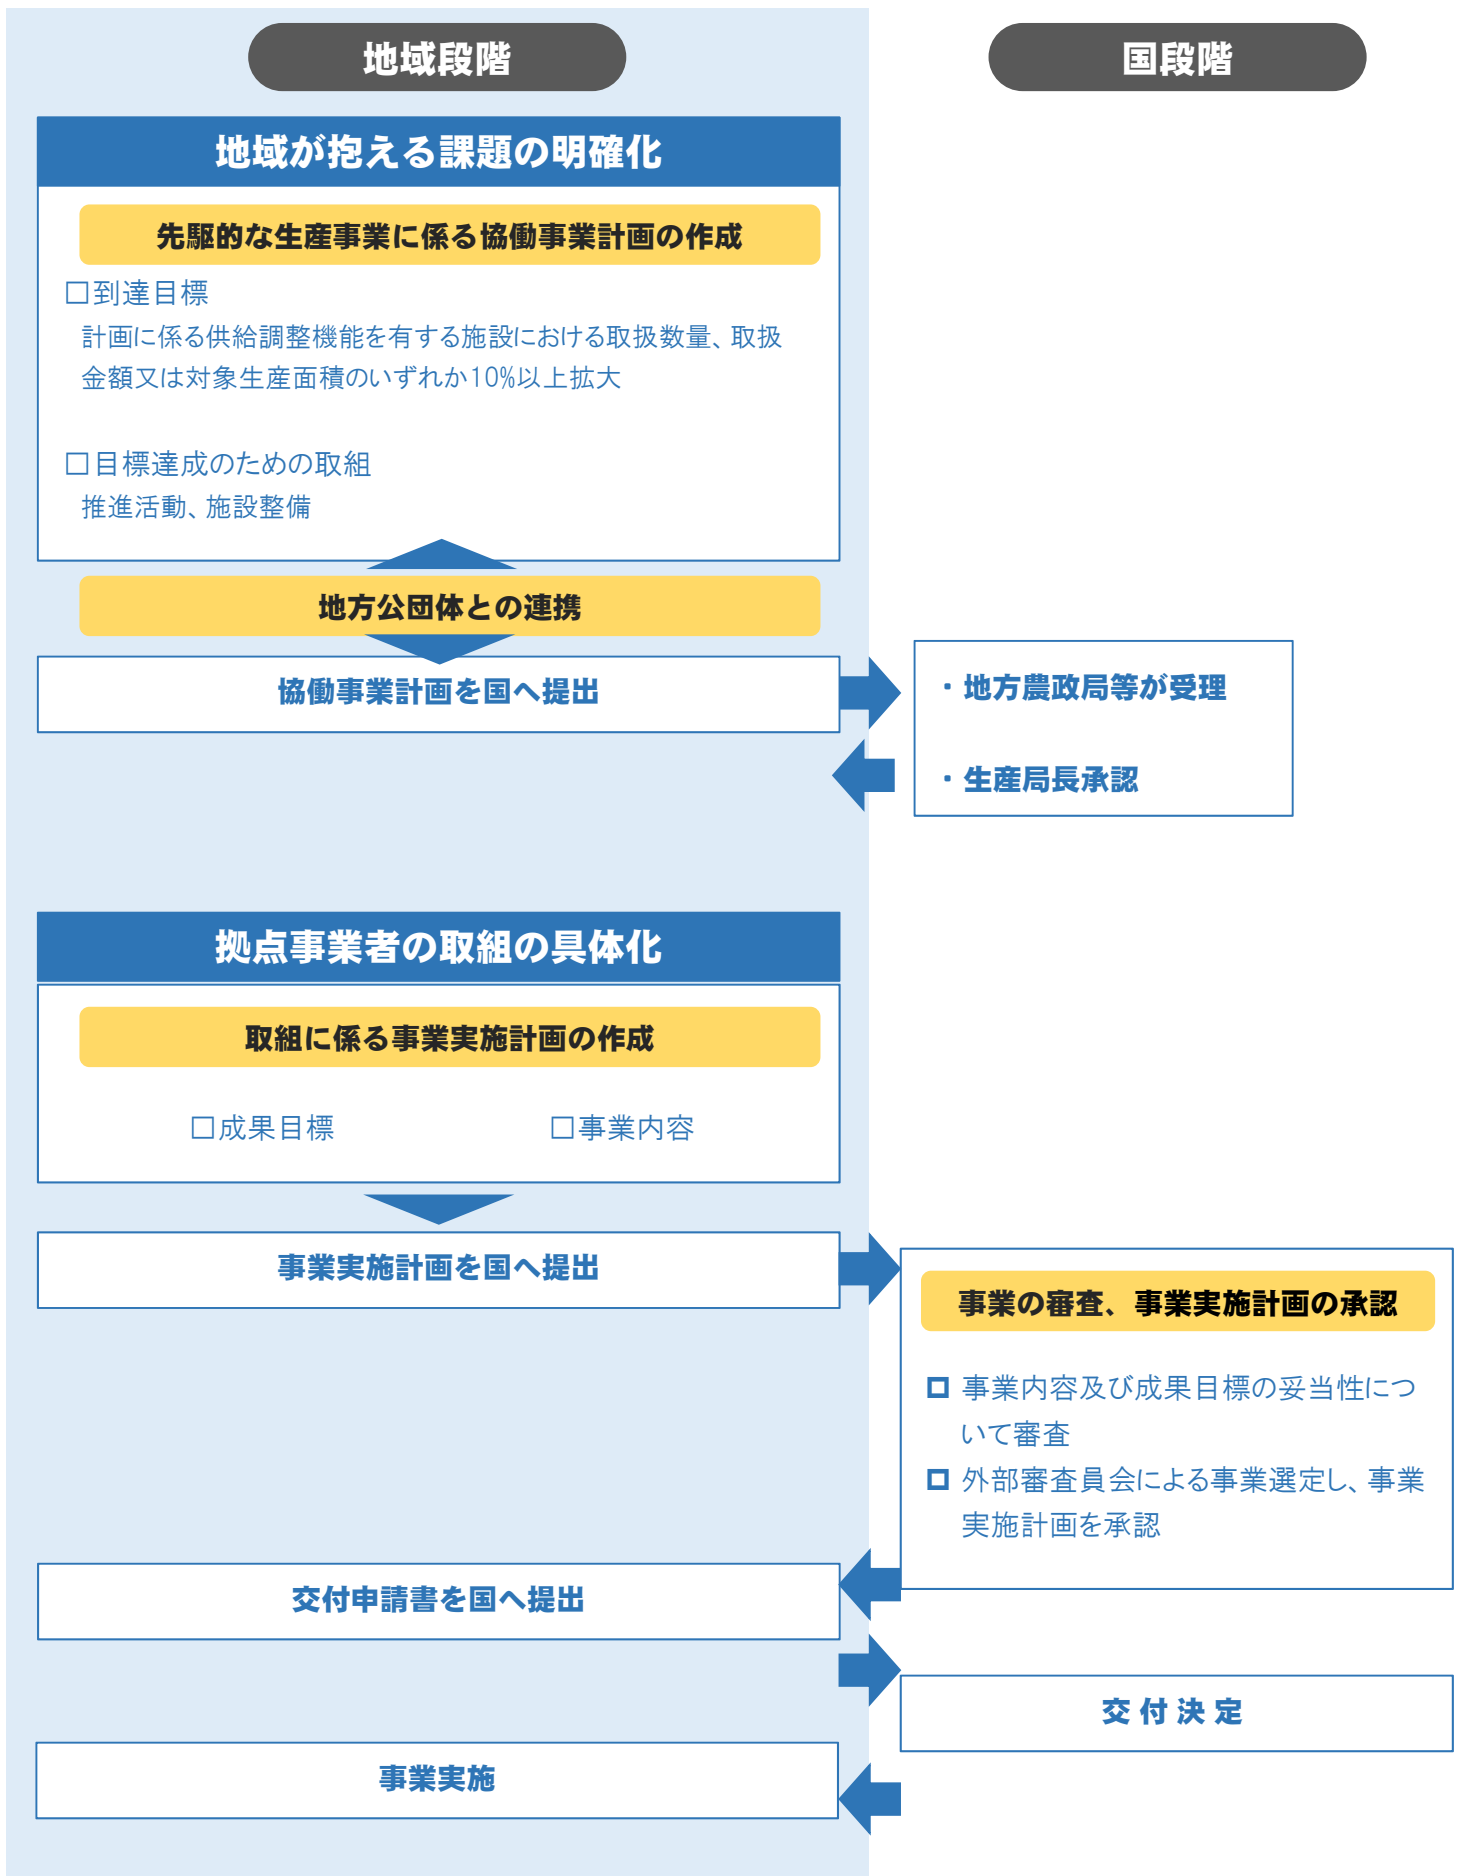 地域段階
国段階
地域が抱える課題の明確化
先駆的な生産事業に係る協働事業計画の作成
□到達目標
計画に係る供給調整機能を有する施設における取扱数量、取扱
金額又は対象生産面積のいずれか10%以上拡大
□目標達成のための取組
推進活動、施設整備
地方公団体との連携
協働事業計画を国へ提出
・地方農政局等が受理
・生産局長承認
拠点事業者の取組の具体化
取組に係る事業実施計画の作成
□成果目標
□事業内容
事業実施計画を国へ提出
事業の審査、事業実施計画の承認
□ 事業内容及び成果目標の妥当性につ
いて審査
□ 外部審査員会による事業選定し、事業
実施計画を承認
交付申請書を国へ提出
交 付 決 定
事業実施